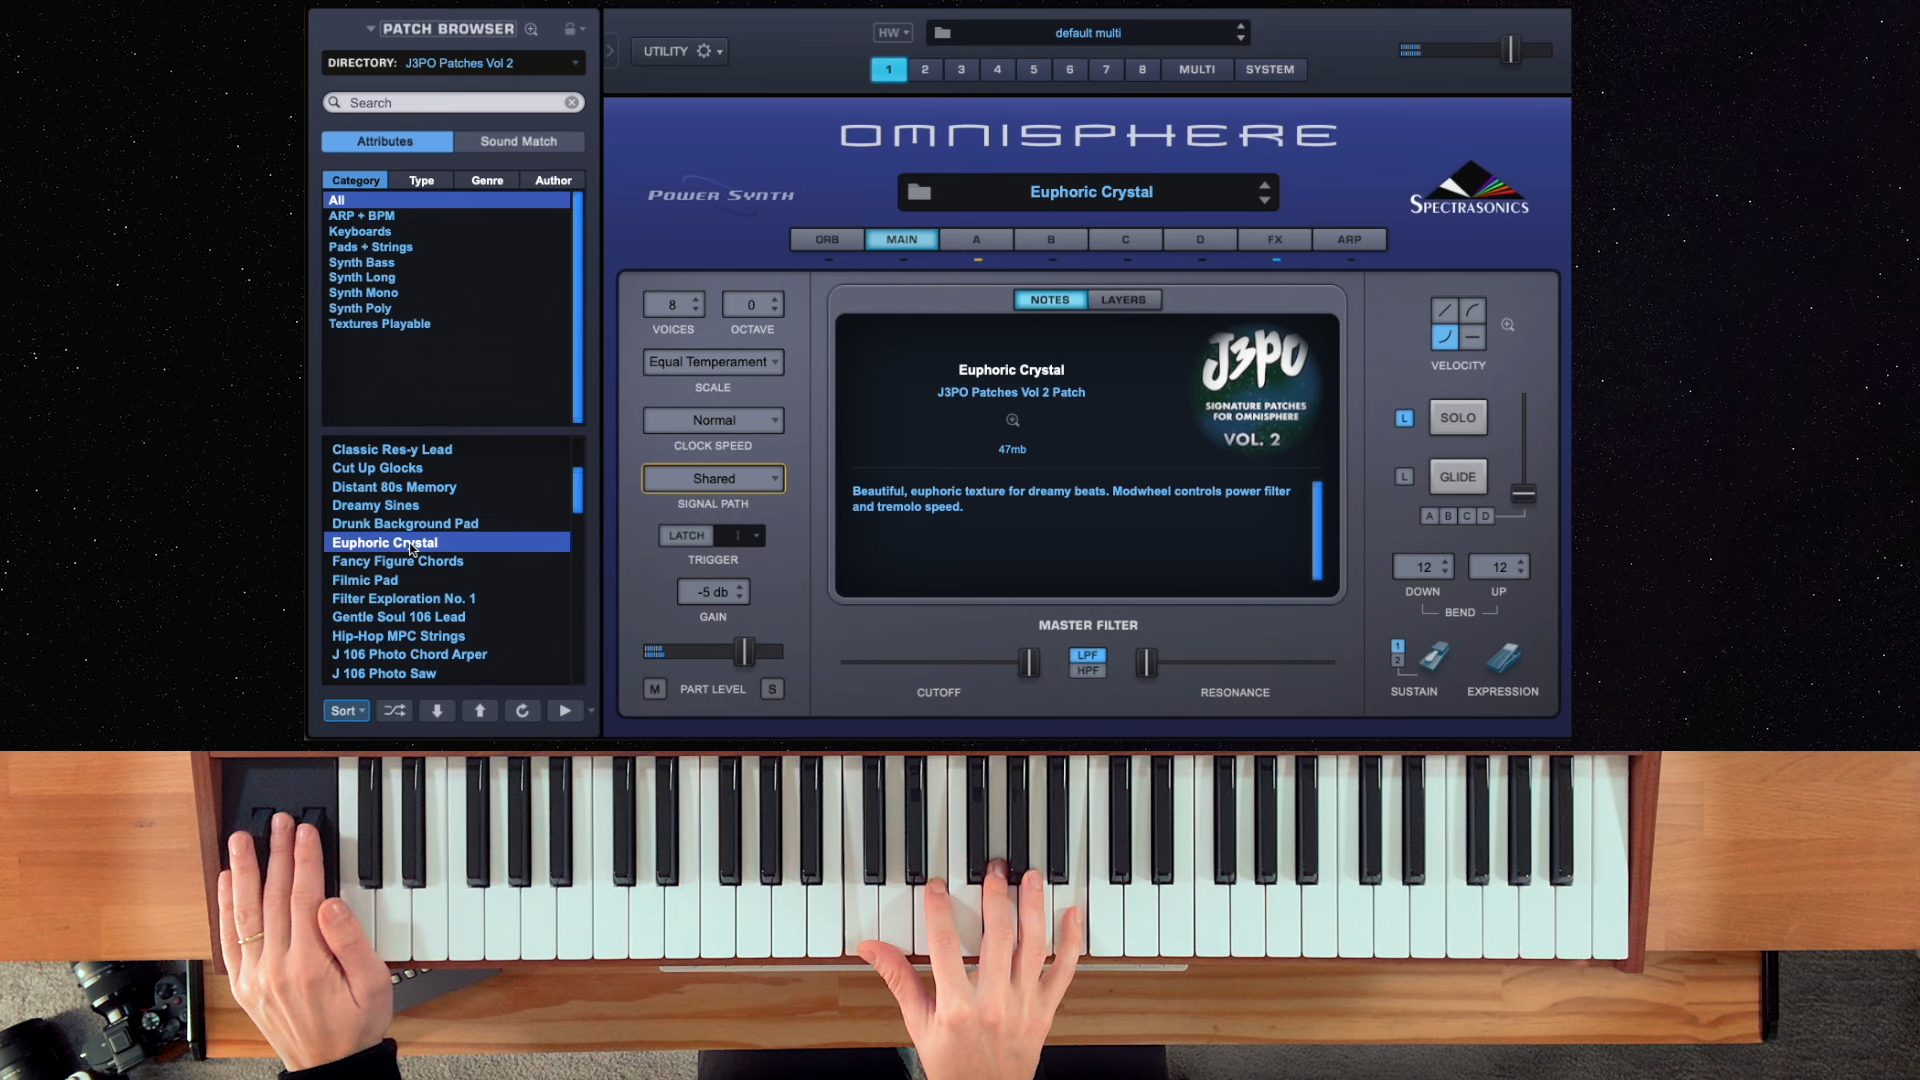 PATCH BROWSER
DIRECTORY: J3PO Patches Vol 2
Search
Attributes
Sound Match
Category
Type
Genre
Author
All
ARP + BPM
Keyboards
Pads + Strings
Synth Bass
Synth Long
Synth Mono
Synth Poly
Textures Playable
Classic Res-y Lead
Cut Up Glocks
Distant 80s Memory
Dreamy Sines
Drunk Background Pad
Euphoric Crystal
Fancy Figure Chords
Filmic Pad
Filter Exploration No. 1
Gentle Soul 106 Lead
Hip-Hop MPC Strings
J 106 Photo Chord Arper
J 106 Photo Saw
Sort
UTILITY
HW
default multi
1 2 3 4 5 6 7 8 MULTI SYSTEM
OMNISPHERE
POWER SYNTH
Euphoric Crystal
SPECTRASONICS
ORB MAIN A B C D FX ARP
8
0
VOICES
OCTAVE
Equal Temperament
SCALE
Normal
CLOCK SPEED
Shared
SIGNAL PATH
LATCH
TRIGGER
-5 db
GAIN
M PART LEVEL S
NOTES
LAYERS
Euphoric Crystal
J3PO Patches Vol 2 Patch
47mb
J3PO
SIGNATURE PATCHES
FOR OMNISPHERE
VOL. 2
Beautiful, euphoric texture for dreamy beats. Modwheel controls power filter
and tremolo speed.
MASTER FILTER
LPF
HPF
CUTOFF
RESONANCE
VELOCITY
L SOLO
L GLIDE
A B C D
12
12
DOWN
UP
BEND
1
2
SUSTAIN
EXPRESSION